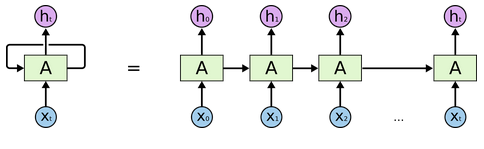 hₜ h₀ h₁ h₂ hₜ
A = A A A A
xₜ x₀ x₁ x₂ ... xₜ